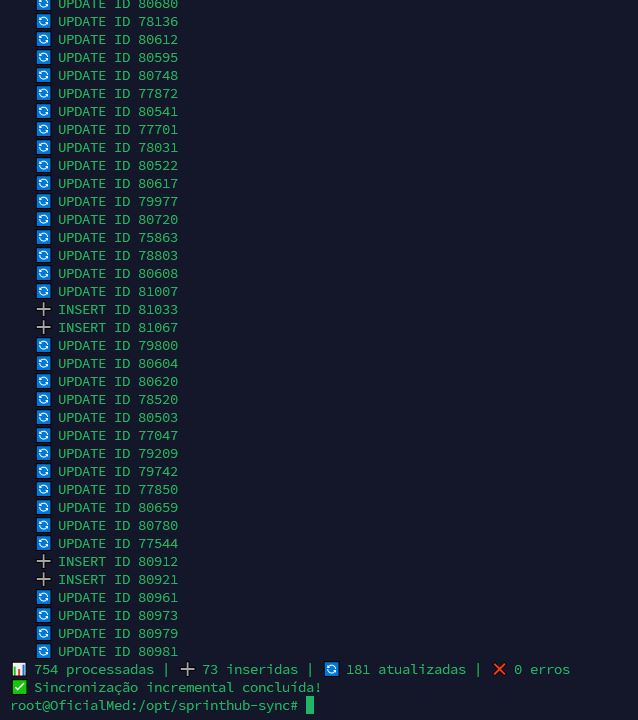 🔄 UPDATE ID 80680
🔄 UPDATE ID 78136
🔄 UPDATE ID 80612
🔄 UPDATE ID 80595
🔄 UPDATE ID 80748
🔄 UPDATE ID 77872
🔄 UPDATE ID 80541
🔄 UPDATE ID 77701
🔄 UPDATE ID 78031
🔄 UPDATE ID 80522
🔄 UPDATE ID 80617
🔄 UPDATE ID 79977
🔄 UPDATE ID 80720
🔄 UPDATE ID 75863
🔄 UPDATE ID 78803
🔄 UPDATE ID 80608
🔄 UPDATE ID 81007
➕ INSERT ID 81033
➕ INSERT ID 81067
🔄 UPDATE ID 79800
🔄 UPDATE ID 80604
🔄 UPDATE ID 80620
🔄 UPDATE ID 78520
🔄 UPDATE ID 80503
🔄 UPDATE ID 77047
🔄 UPDATE ID 79209
🔄 UPDATE ID 79742
🔄 UPDATE ID 77850
🔄 UPDATE ID 80659
🔄 UPDATE ID 80780
🔄 UPDATE ID 77544
➕ INSERT ID 80912
➕ INSERT ID 80921
🔄 UPDATE ID 80961
🔄 UPDATE ID 80973
🔄 UPDATE ID 80979
🔄 UPDATE ID 80981
📊 754 processadas | ➕ 73 inseridas | 🔄 181 atualizadas | ❌ 0 erros
✅ Sincronização incremental concluída!
root@OficialMed:/opt/sprinthub-sync#